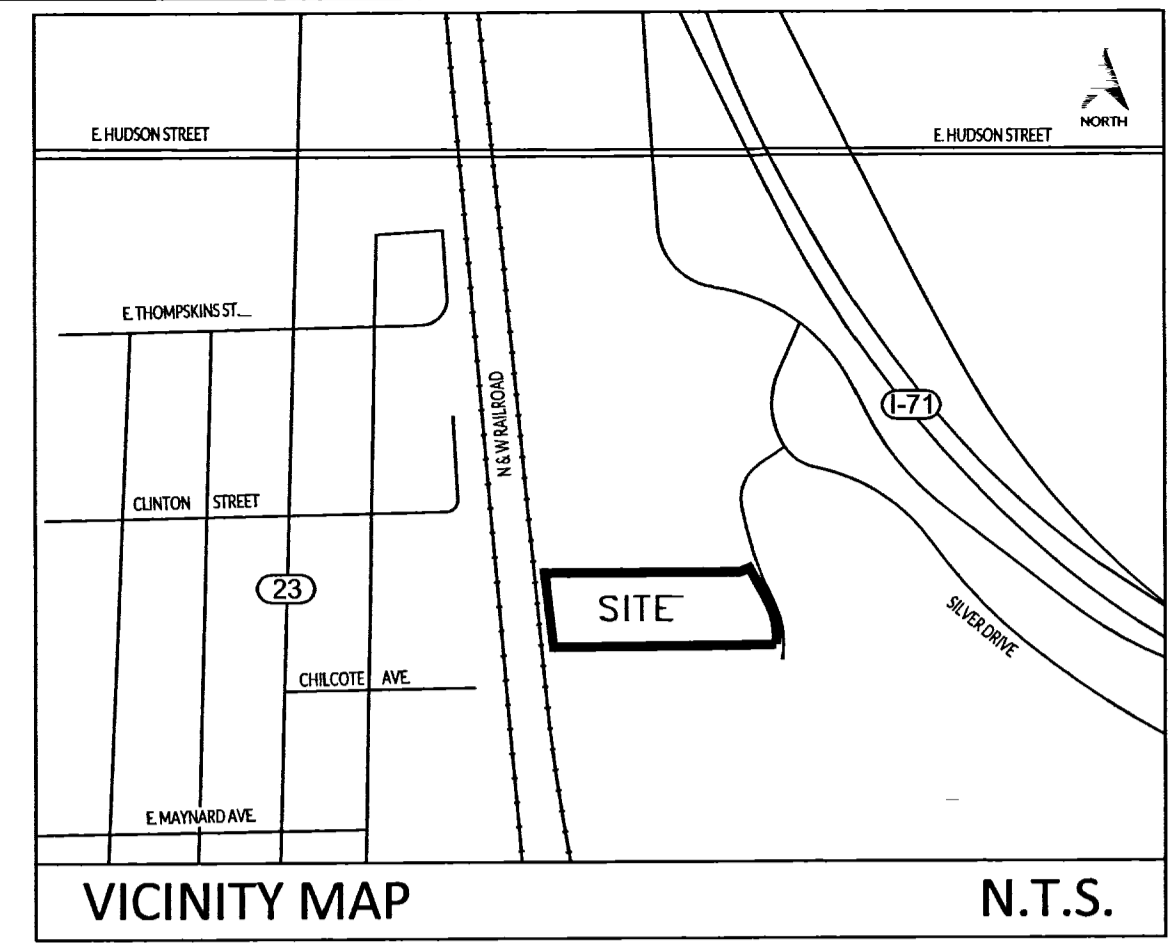 NORTH
E. HUDSON STREET
E. HUDSON STREET
E. THOMPSKINS ST.
N & W RAILROAD
I-71
CLINTON STREET
23
SITE
SILVER DRIVE
CHILCOTE AVE.
E. MAYNARD AVE.
VICINITY MAP
N.T.S.